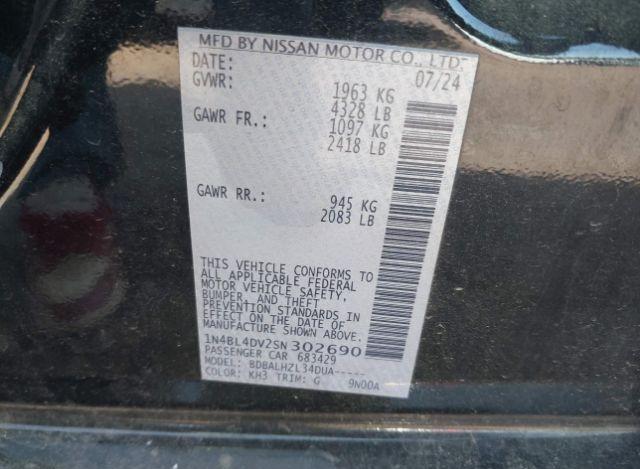 MFD BY NISSAN MOTOR CO., LTD.
DATE: 07/24
GVWR: 1963 KG
4328 LB
GAWR FR.: 1097 KG
2418 LB
GAWR RR.: 945 KG
2083 LB
THIS VEHICLE CONFORMS TO
ALL APPLICABLE FEDERAL
MOTOR VEHICLE SAFETY,
BUMPER, AND THEFT
PREVENTION STANDARDS IN
EFFECT ON THE DATE OF
MANUFACTURE SHOWN ABOVE.
1N4BL4DV2SN302690
PASSENGER CAR 683429
MODEL: BDBALHZL34DUA-----
COLOR: KH3 TRIM: G 9N00A